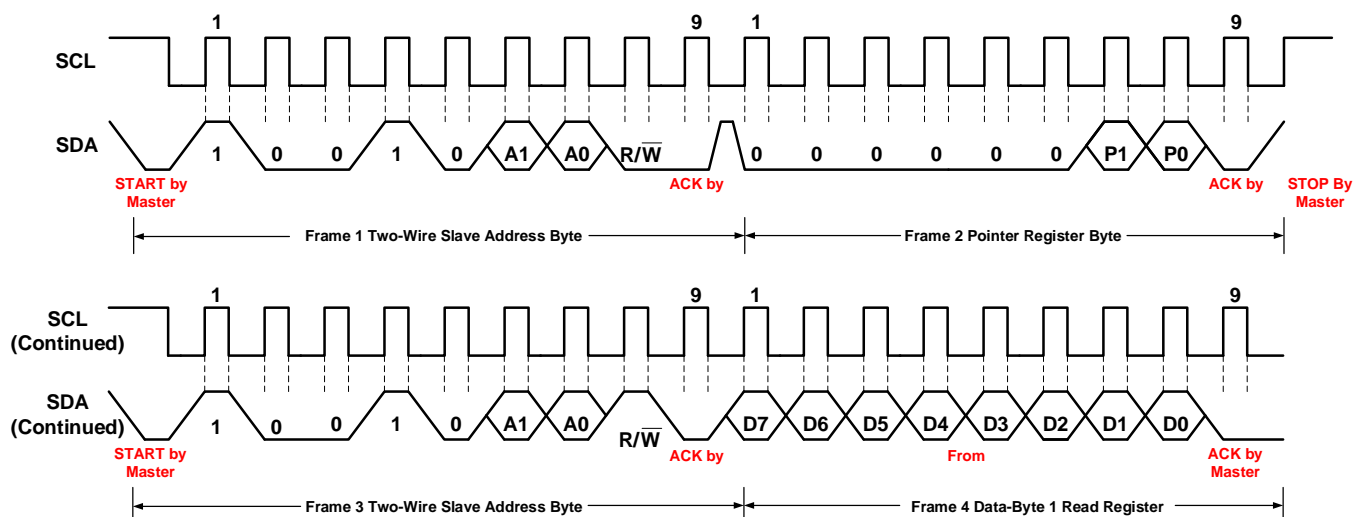 1 9 1 9
SCL
SDA
1 0 0 1 0 A1 A0 R/W̅ 0 0 0 0 0 0 P1 P0
START by
Master
ACK by
ACK by
STOP By
Master
Frame 1 Two-Wire Slave Address Byte
Frame 2 Pointer Register Byte
1 9 1 9
SCL
(Continued)
SDA
(Continued)
1 0 0 1 0 A1 A0 R/W̅ D7 D6 D5 D4 D3 D2 D1 D0
START by
Master
ACK by
From
ACK by
Master
Frame 3 Two-Wire Slave Address Byte
Frame 4 Data-Byte 1 Read Register